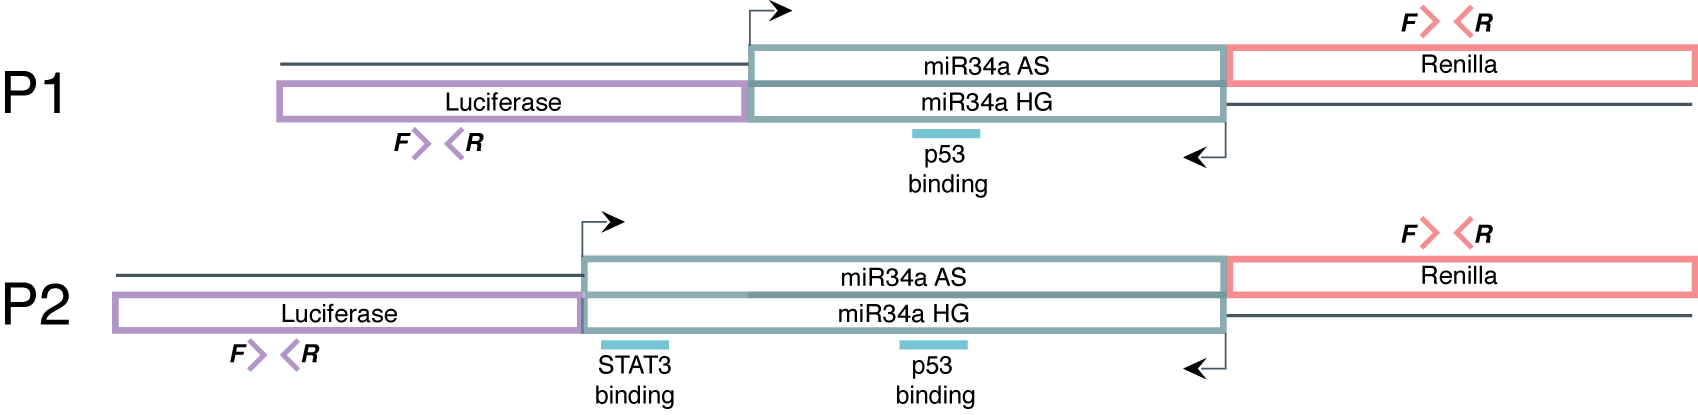 F R
P1
miR34a AS
Renilla
Luciferase
miR34a HG
F R
p53
binding
F R
P2
miR34a AS
Renilla
Luciferase
miR34a HG
F R
STAT3
binding
p53
binding